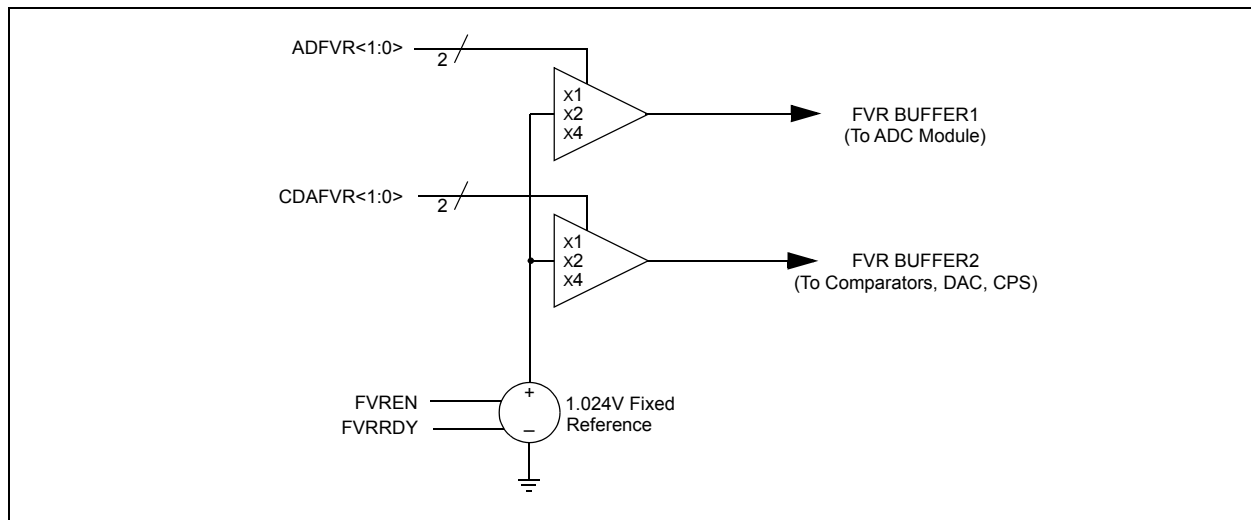 ADFVR<1:0>
2
X1
X2
X4
FVR BUFFER1
(To ADC Module)
CDAFVR<1:0>
2
X1
X2
X4
FVR BUFFER2
(To Comparators, DAC, CPS)
FVREN
FVRRDY
+
_
1.024V Fixed
Reference